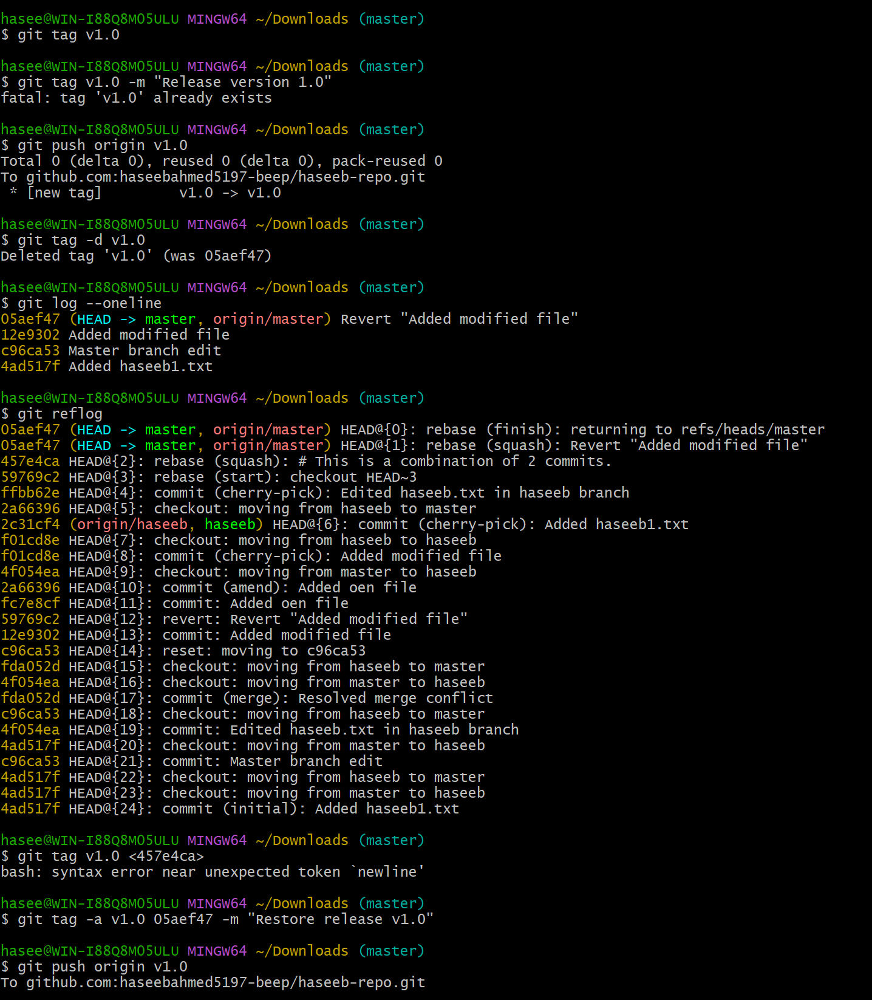 hasee@WIN-I88Q8MO5ULU MINGW64 ~/Downloads (master)
$ git tag v1.0

hasee@WIN-I88Q8MO5ULU MINGW64 ~/Downloads (master)
$ git tag v1.0 -m "Release version 1.0"
fatal: tag 'v1.0' already exists

hasee@WIN-I88Q8MO5ULU MINGW64 ~/Downloads (master)
$ git push origin v1.0
Total 0 (delta 0), reused 0 (delta 0), pack-reused 0
To github.com:haseebahmed5197-beep/haseeb-repo.git
 * [new tag]         v1.0 -> v1.0

hasee@WIN-I88Q8MO5ULU MINGW64 ~/Downloads (master)
$ git tag -d v1.0
Deleted tag 'v1.0' (was 05aef47)

hasee@WIN-I88Q8MO5ULU MINGW64 ~/Downloads (master)
$ git log --oneline
05aef47 (HEAD -> master, origin/master) Revert "Added modified file"
12e9302 Added modified file
c96ca53 Master branch edit
4ad517f Added haseeb1.txt

hasee@WIN-I88Q8MO5ULU MINGW64 ~/Downloads (master)
$ git reflog
05aef47 (HEAD -> master, origin/master) HEAD@{0}: rebase (finish): returning to refs/heads/master
05aef47 (HEAD -> master, origin/master) HEAD@{1}: rebase (squash): Revert "Added modified file"
457e4ca HEAD@{2}: rebase (squash): # This is a combination of 2 commits.
59769c2 HEAD@{3}: rebase (start): checkout HEAD~3
ffbb62e HEAD@{4}: commit (cherry-pick): Edited haseeb.txt in haseeb branch
2a66396 HEAD@{5}: checkout: moving from haseeb to master
2c31cf4 (origin/haseeb, haseeb) HEAD@{6}: commit (cherry-pick): Added haseeb1.txt
f01cd8e HEAD@{7}: checkout: moving from haseeb to haseeb
f01cd8e HEAD@{8}: commit (cherry-pick): Added modified file
4f054ea HEAD@{9}: checkout: moving from master to haseeb
2a66396 HEAD@{10}: commit (amend): Added oen file
fc7e8cf HEAD@{11}: commit: Added oen file
59769c2 HEAD@{12}: revert: Revert "Added modified file"
12e9302 HEAD@{13}: commit: Added modified file
c96ca53 HEAD@{14}: reset: moving to c96ca53
fda052d HEAD@{15}: checkout: moving from haseeb to master
4f054ea HEAD@{16}: checkout: moving from master to haseeb
fda052d HEAD@{17}: commit (merge): Resolved merge conflict
c96ca53 HEAD@{18}: checkout: moving from haseeb to master
4f054ea HEAD@{19}: commit: Edited haseeb.txt in haseeb branch
4ad517f HEAD@{20}: checkout: moving from master to haseeb
c96ca53 HEAD@{21}: commit: Master branch edit
4ad517f HEAD@{22}: checkout: moving from haseeb to master
4ad517f HEAD@{23}: checkout: moving from master to haseeb
4ad517f HEAD@{24}: commit (initial): Added haseeb1.txt

hasee@WIN-I88Q8MO5ULU MINGW64 ~/Downloads (master)
$ git tag v1.0 <457e4ca>
bash: syntax error near unexpected token `newline'

hasee@WIN-I88Q8MO5ULU MINGW64 ~/Downloads (master)
$ git tag -a v1.0 05aef47 -m "Restore release v1.0"

hasee@WIN-I88Q8MO5ULU MINGW64 ~/Downloads (master)
$ git push origin v1.0
To github.com:haseebahmed5197-beep/haseeb-repo.git